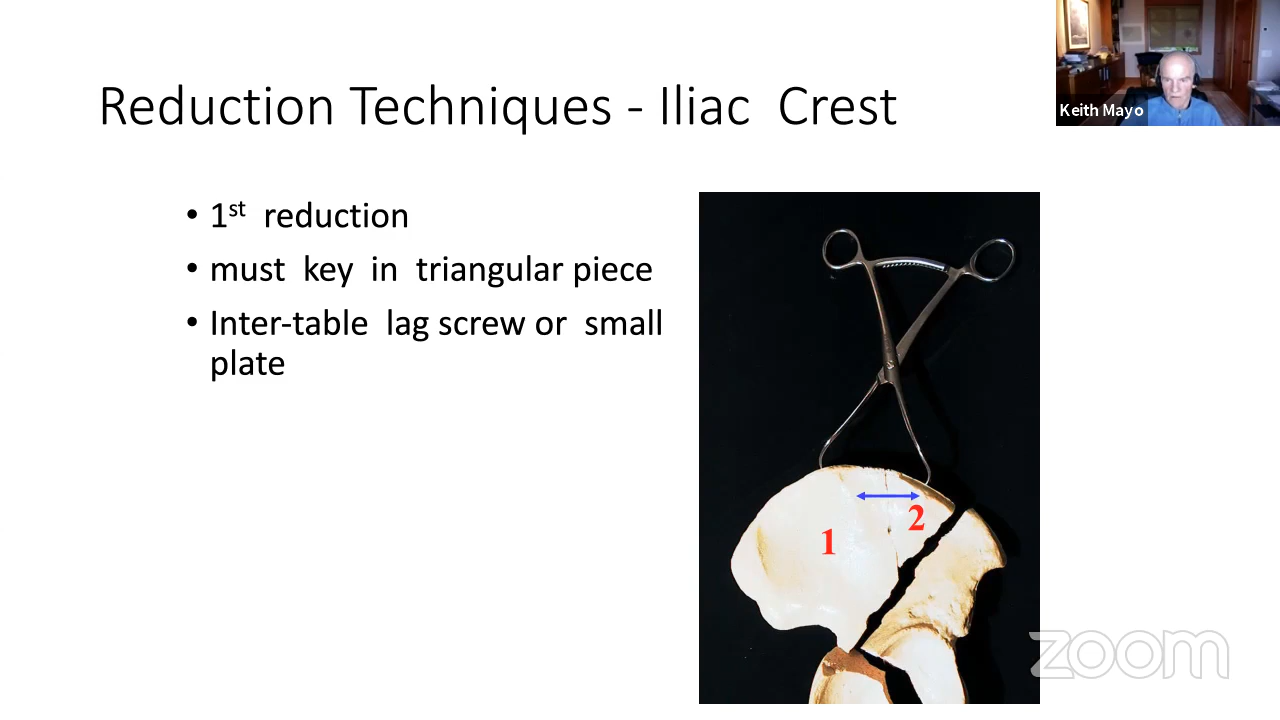 Keith Mayo
Reduction Techniques - Iliac Crest
• 1st reduction
• must key in triangular piece
• Inter-table lag screw or small
plate
1
2
zoom